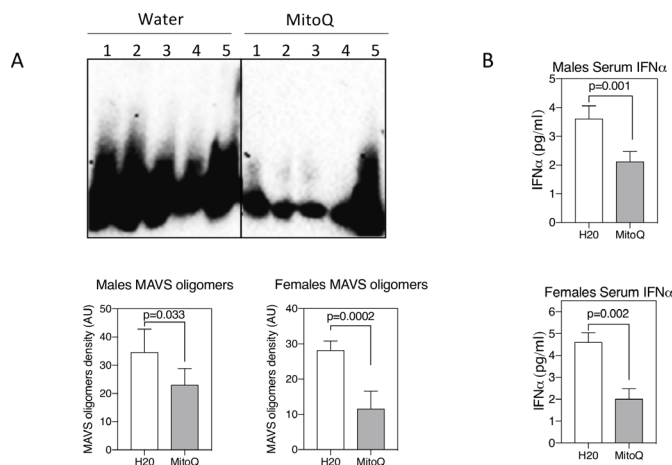 Water MitoQ
1 2 3 4 5 1 2 3 4 5
A
B
Males Serum IFNα
p=0.001
IFNα (pg/ml)
5
4
3
2
1
0
H20 MitoQ
Males MAVS oligomers
p=0.033
MAVS oligomers density (AU)
50
40
30
20
10
0
H20 MitoQ
Females MAVS oligomers
p=0.0002
MAVS oligomers density (AU)
40
30
20
10
0
H20 MitoQ
Females Serum IFNα
p=0.002
IFNα (pg/ml)
6
5
4
3
2
1
0
H20 MitoQ